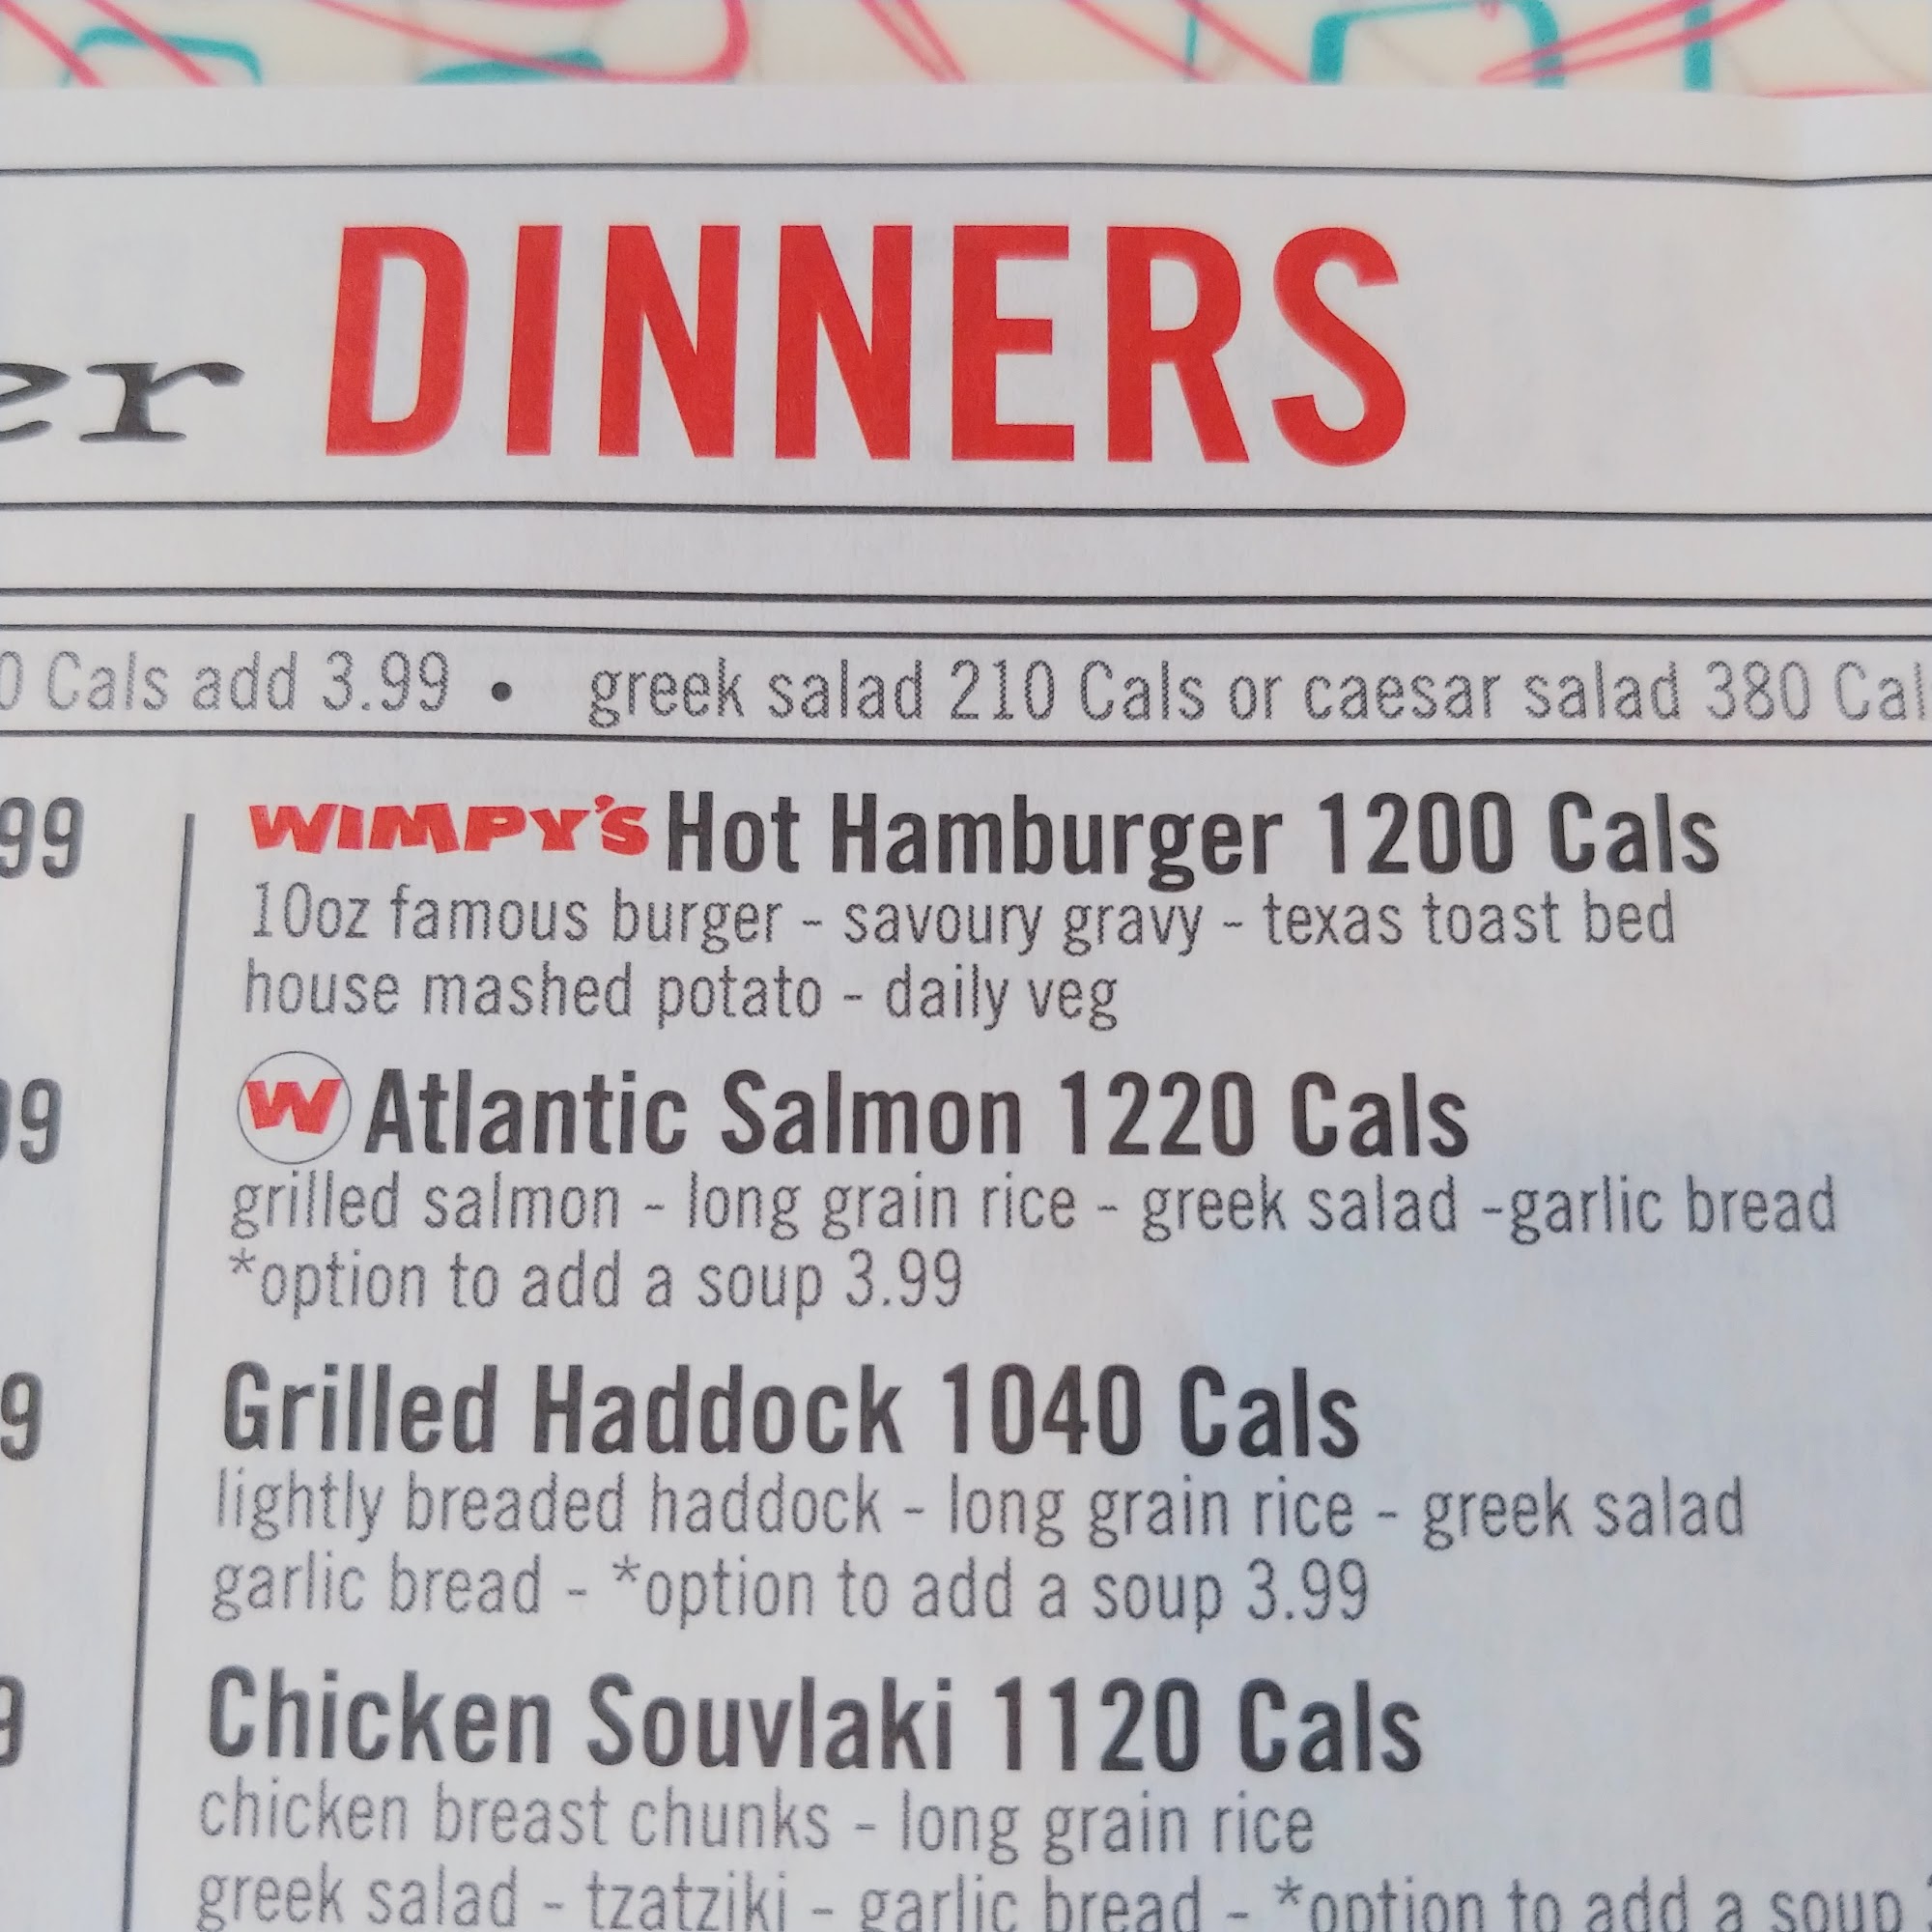 er DINNERS
0 Cals add 3.99 • greek salad 210 Cals or caesar salad 380 Cal
99
WIMPY'S Hot Hamburger 1200 Cals
10oz famous burger - savoury gravy - texas toast bed
house mashed potato - daily veg
99
W Atlantic Salmon 1220 Cals
grilled salmon - long grain rice - greek salad -garlic bread
*option to add a soup 3.99
9
Grilled Haddock 1040 Cals
lightly breaded haddock - long grain rice - greek salad
garlic bread - *option to add a soup 3.99
9
Chicken Souvlaki 1120 Cals
chicken breast chunks - long grain rice
greek salad - tzatziki - garlic bread - *option to add a soup